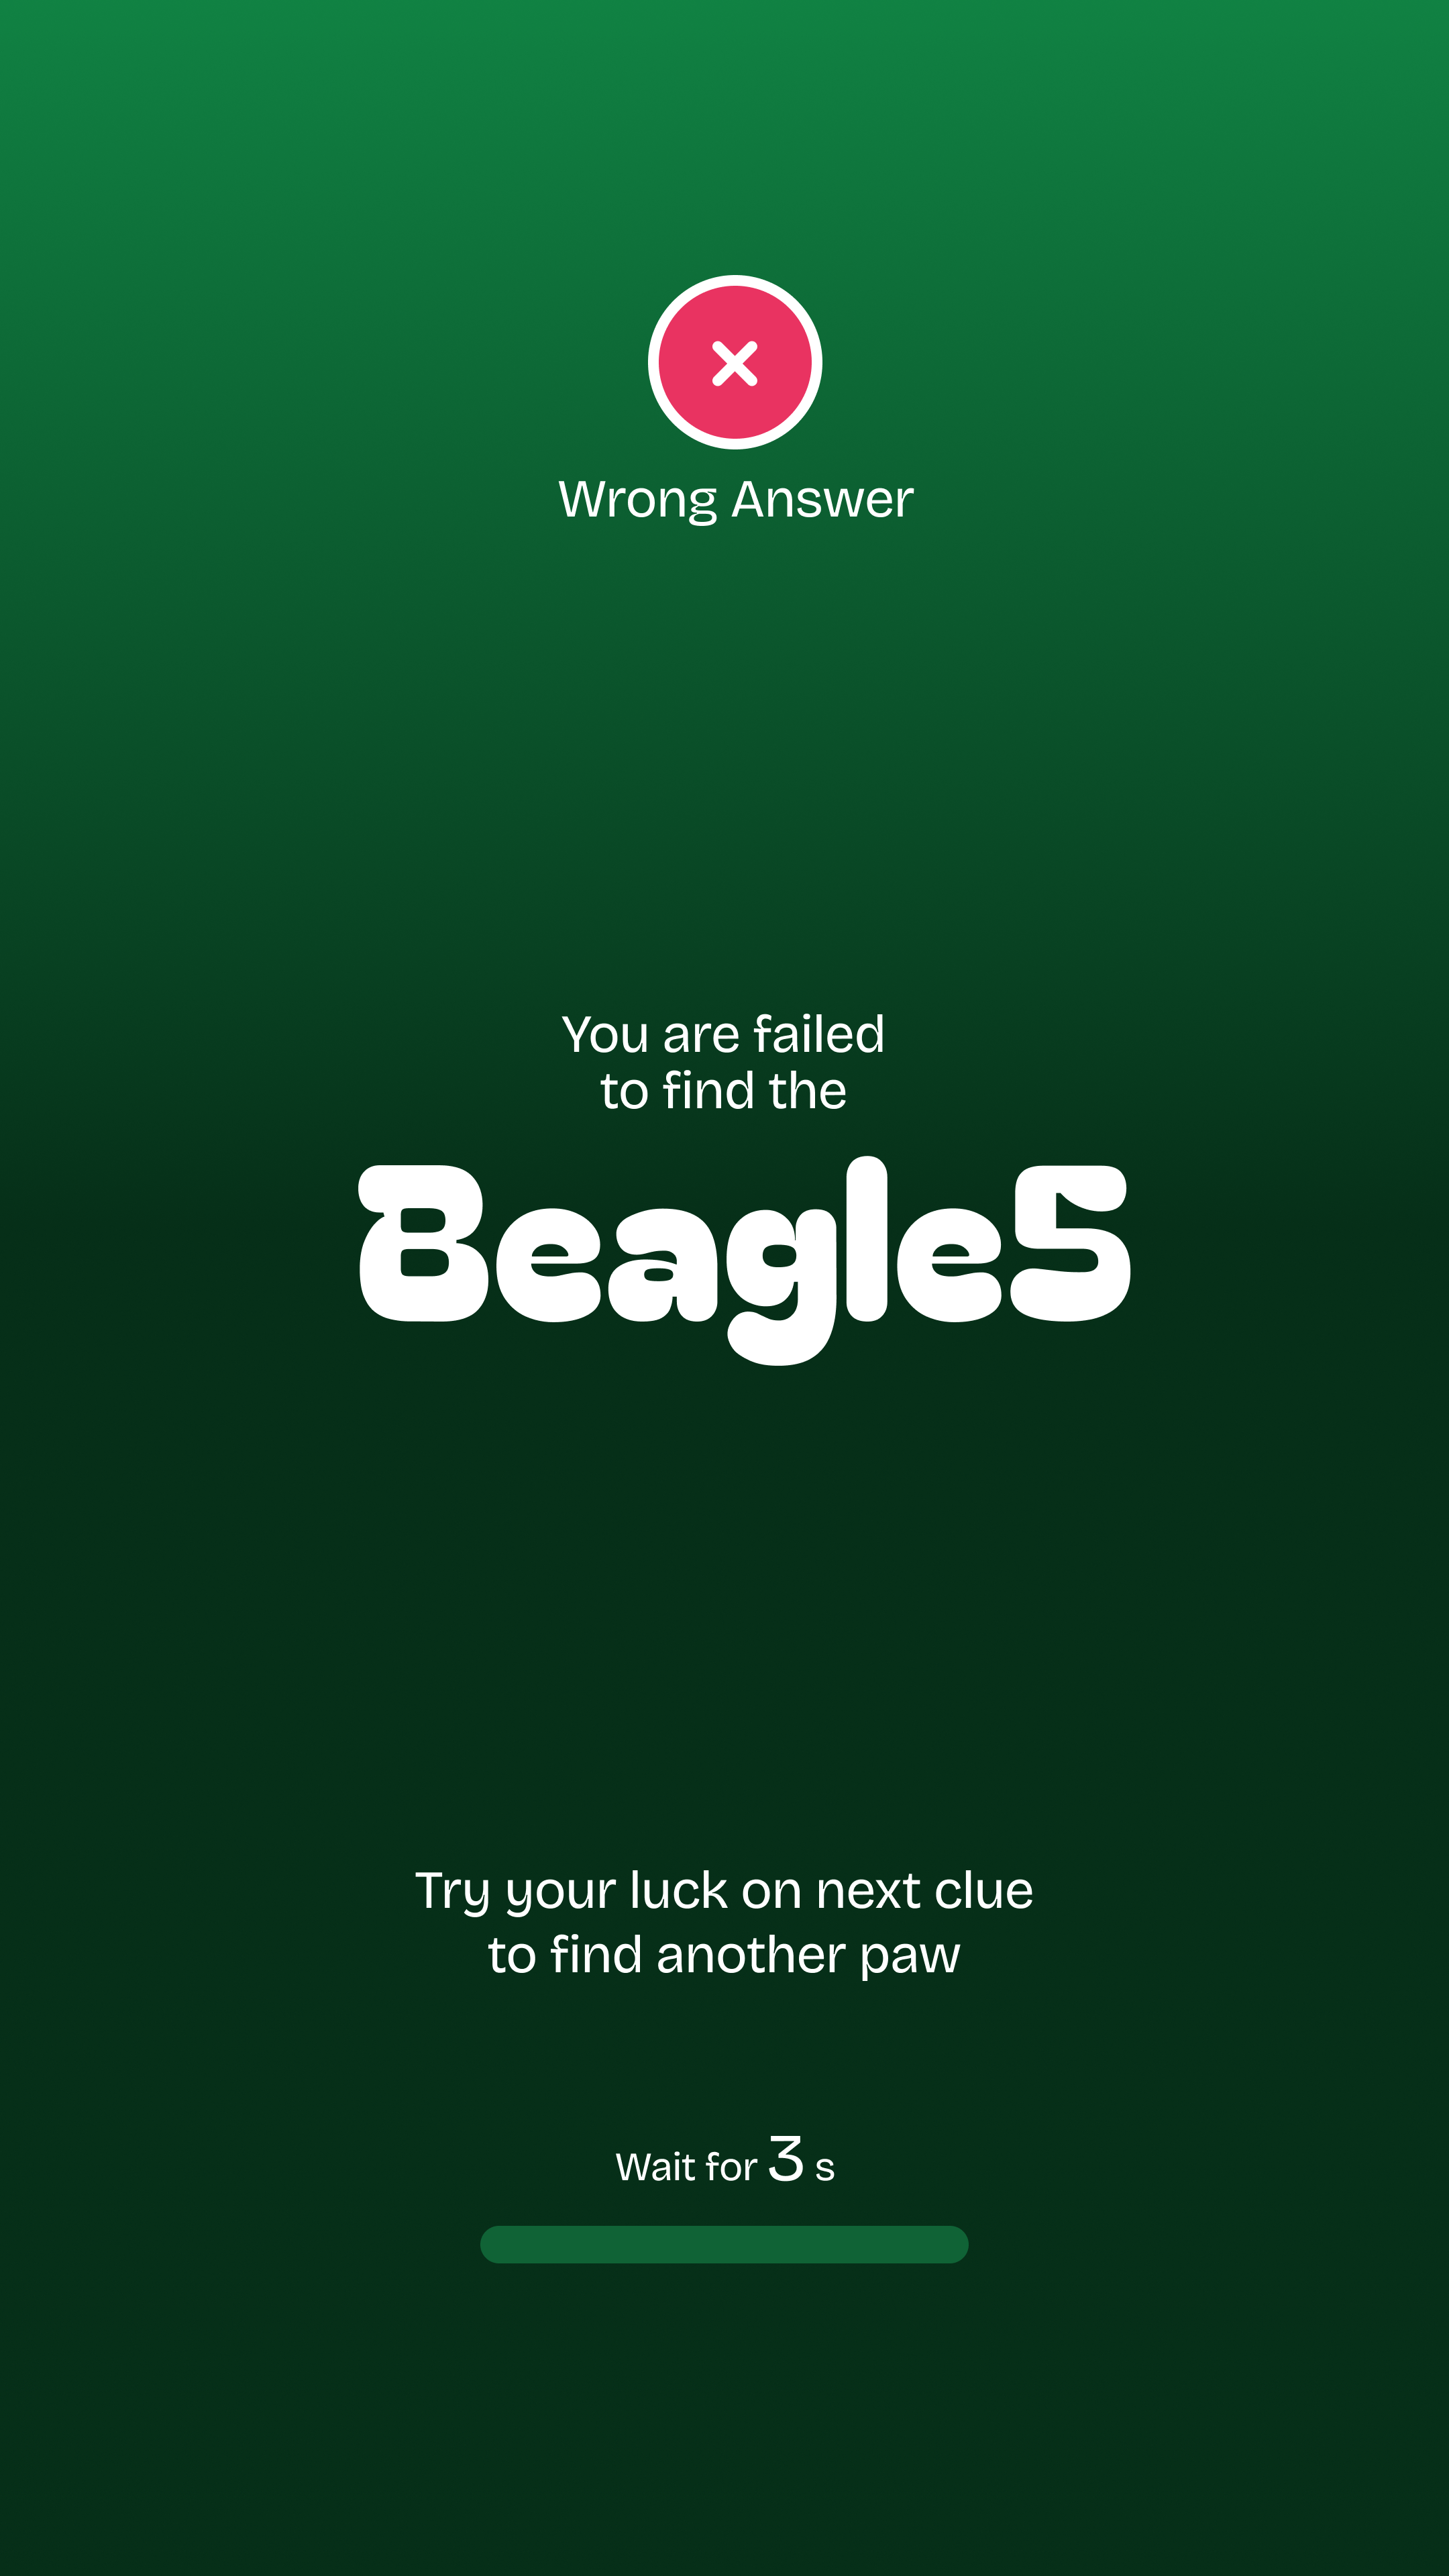 Wrong Answer
You are failed
to find the
BeagleS
Try your luck on next clue
to find another paw
Wait for 3 s